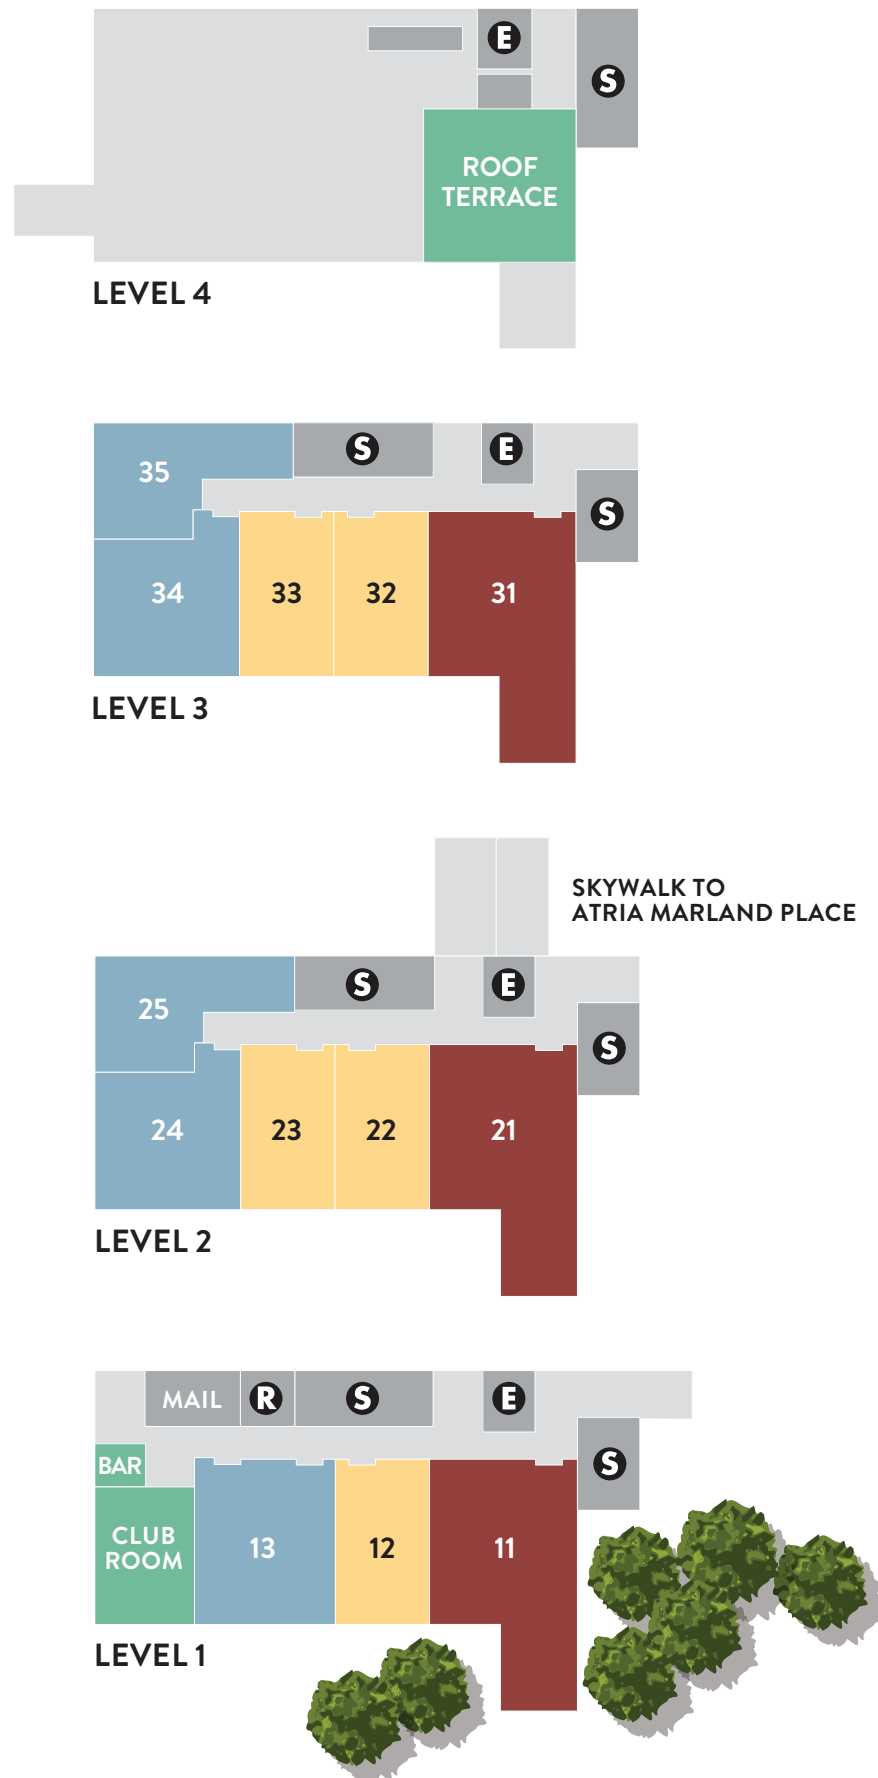 E
S
ROOF
TERRACE
LEVEL 4
35
S
E
S
34
33
32
31
LEVEL 3
SKYWALK TO
ATRIA MARLAND PLACE
25
S
E
S
24
23
22
21
LEVEL 2
MAIL
R
S
E
BAR
S
CLUB
ROOM
13
12
11
LEVEL 1